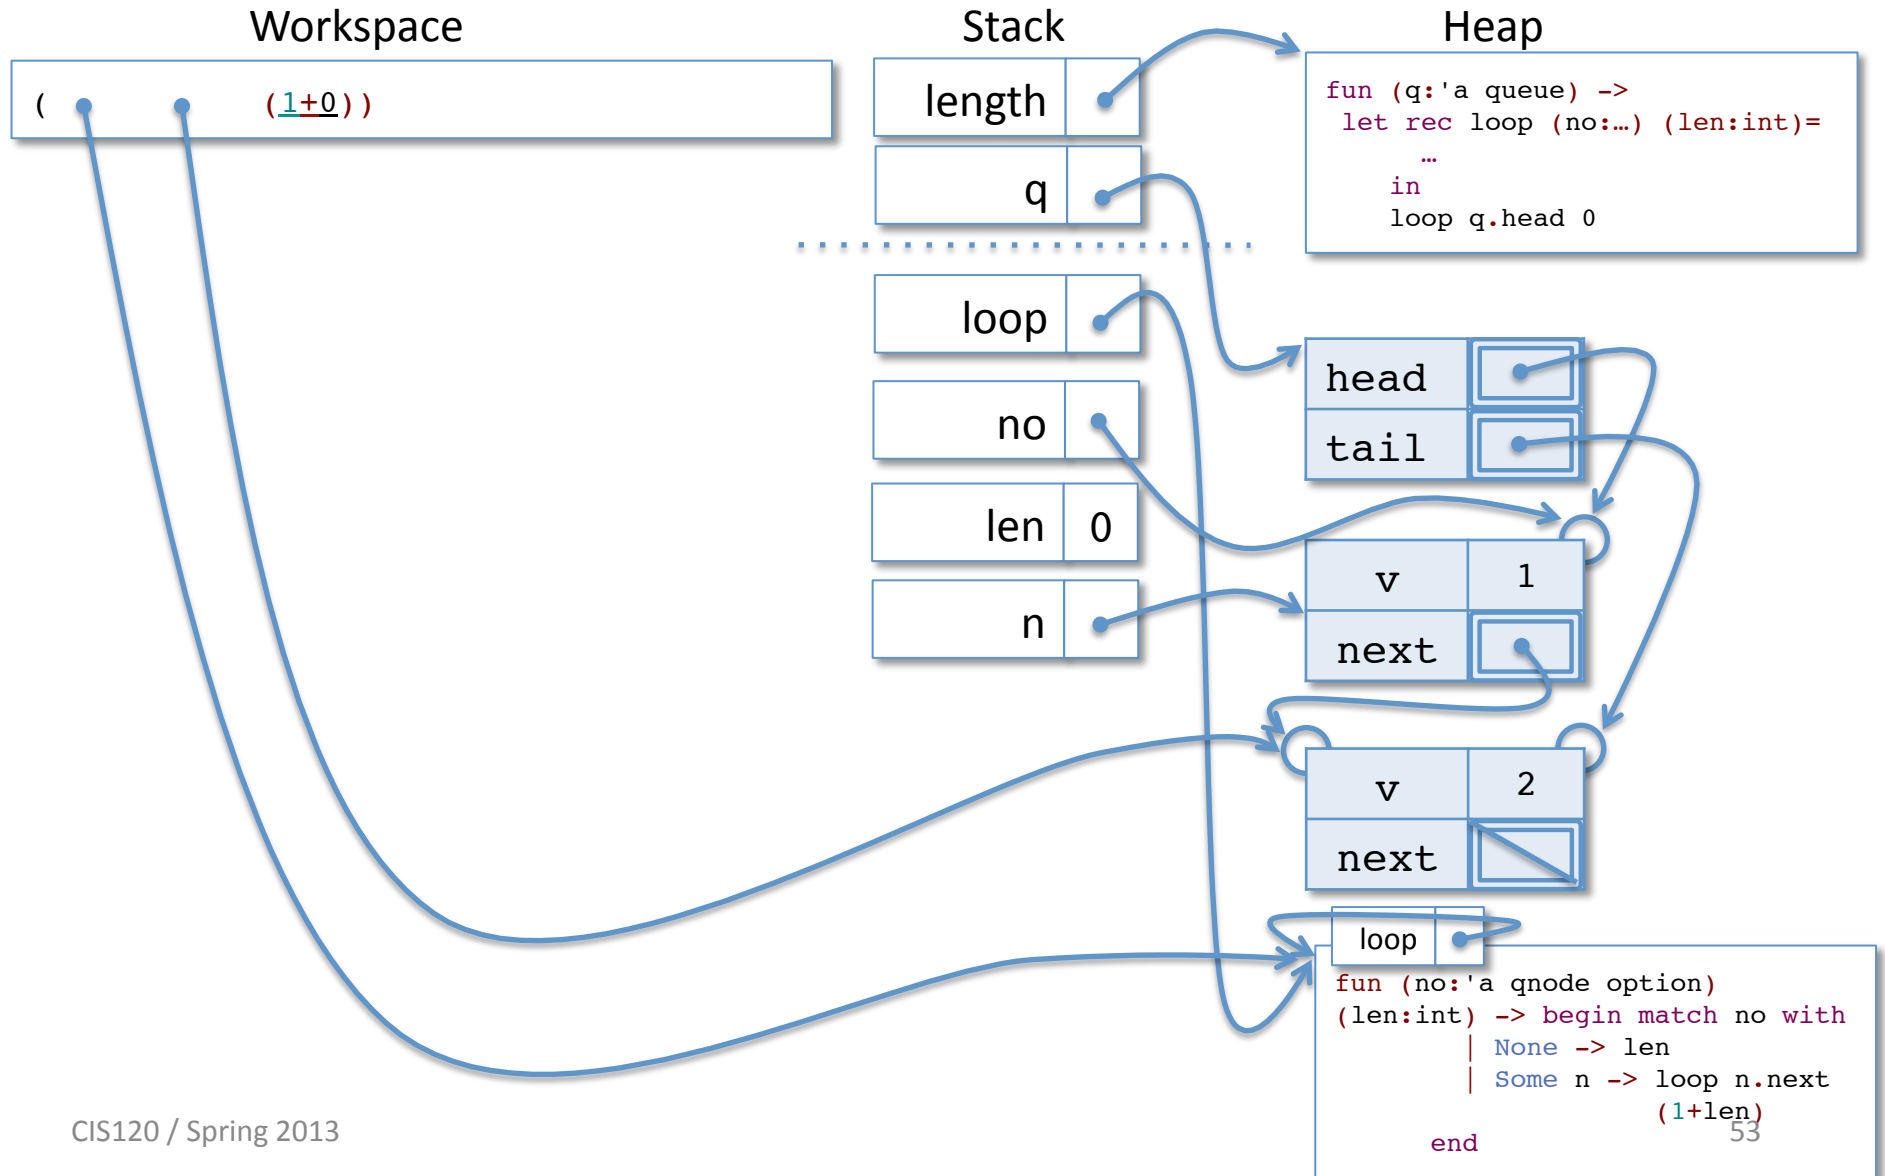 Workspace
Stack
Heap
( (1+0))
length
q
loop
no
len 0
n
fun (q:'a queue) ->
let rec loop (no:…) (len:int)=
…
in
loop q.head 0
head
tail
v 1
next
v 2
next
loop
fun (no:'a qnode option)
(len:int) -> begin match no with
| None -> len
| Some n -> loop n.next
(1+len)
end
CIS120 / Spring 2013
53